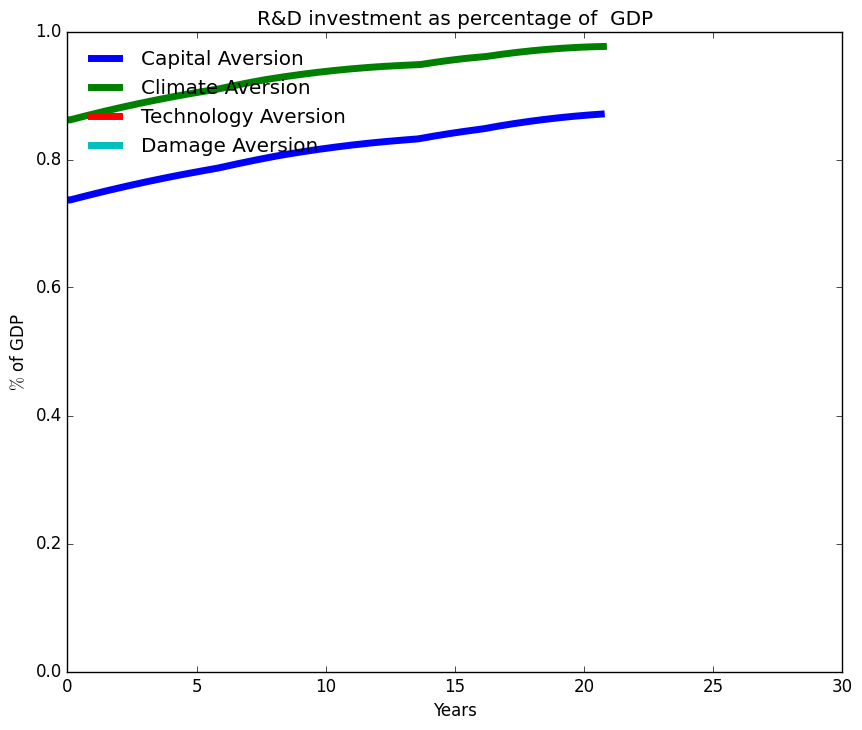 R&D investment as percentage of  GDP
1.0
0.8
0.6
0.4
0.2
0.0
% of GDP
Capital Aversion
Climate Aversion
Technology Aversion
Damage Aversion
0 5 10 15 20 25 30
Years